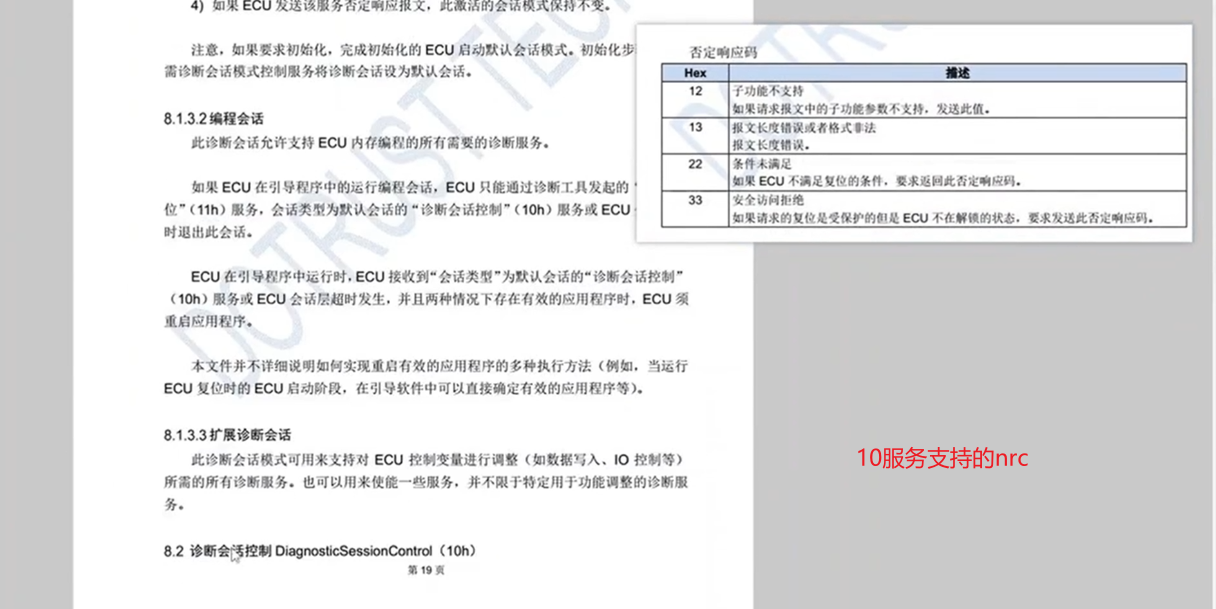 4) 如果 ECU 发送该服务否定响应报文，此激活的会话模式保持不变。
注意，如果要求初始化，完成初始化的 ECU 启动默认会话模式。初始化步
需诊断会话模式控制服务将诊断会话设为默认会话。
8.1.3.2 编程会话
此诊断会话允许支持 ECU 内存编程的所有需要的诊断服务。
如果 ECU 在引导程序中的运行编程会话，ECU 只能通过诊断工具发起的“
位”（11h）服务，会话类型为默认会话的“诊断会话控制”（10h）服务或 ECU
时退出此会话。
ECU 在引导程序中运行时，ECU 接收到“会话类型”为默认会话的“诊断会话控制”
（10h）服务或 ECU 会话层超时发生，并且两种情况下存在有效的应用程序时，ECU 须
重启应用程序。
本文件并不详细说明如何实现重启有效的应用程序的多种执行方法（例如，当运行
ECU 复位时的 ECU 启动阶段，在引导软件中可以直接确定有效的应用程序等）。
8.1.3.3 扩展诊断会话
此诊断会话模式可用来支持对 ECU 控制变量进行调整（如数据写入、IO 控制等）
所需的所有诊断服务。也可以用来使能一些服务，并不限于特定用于功能调整的诊断服
务。
8.2 诊断会话控制 DiagnosticSessionControl（10h）
第 19 页
否定响应码
Hex 描述
12 子功能不支持
如果请求报文中的子功能参数不支持，发送此值。
13 报文长度错误或者格式非法
报文长度错误。
22 条件未满足
如果 ECU 不满足复位的条件，要求返回此否定响应码。
33 安全访问拒绝
如果请求的复位是受保护的但是 ECU 不在解锁的状态，要求发送此否定响应码。
10服务支持的nrc